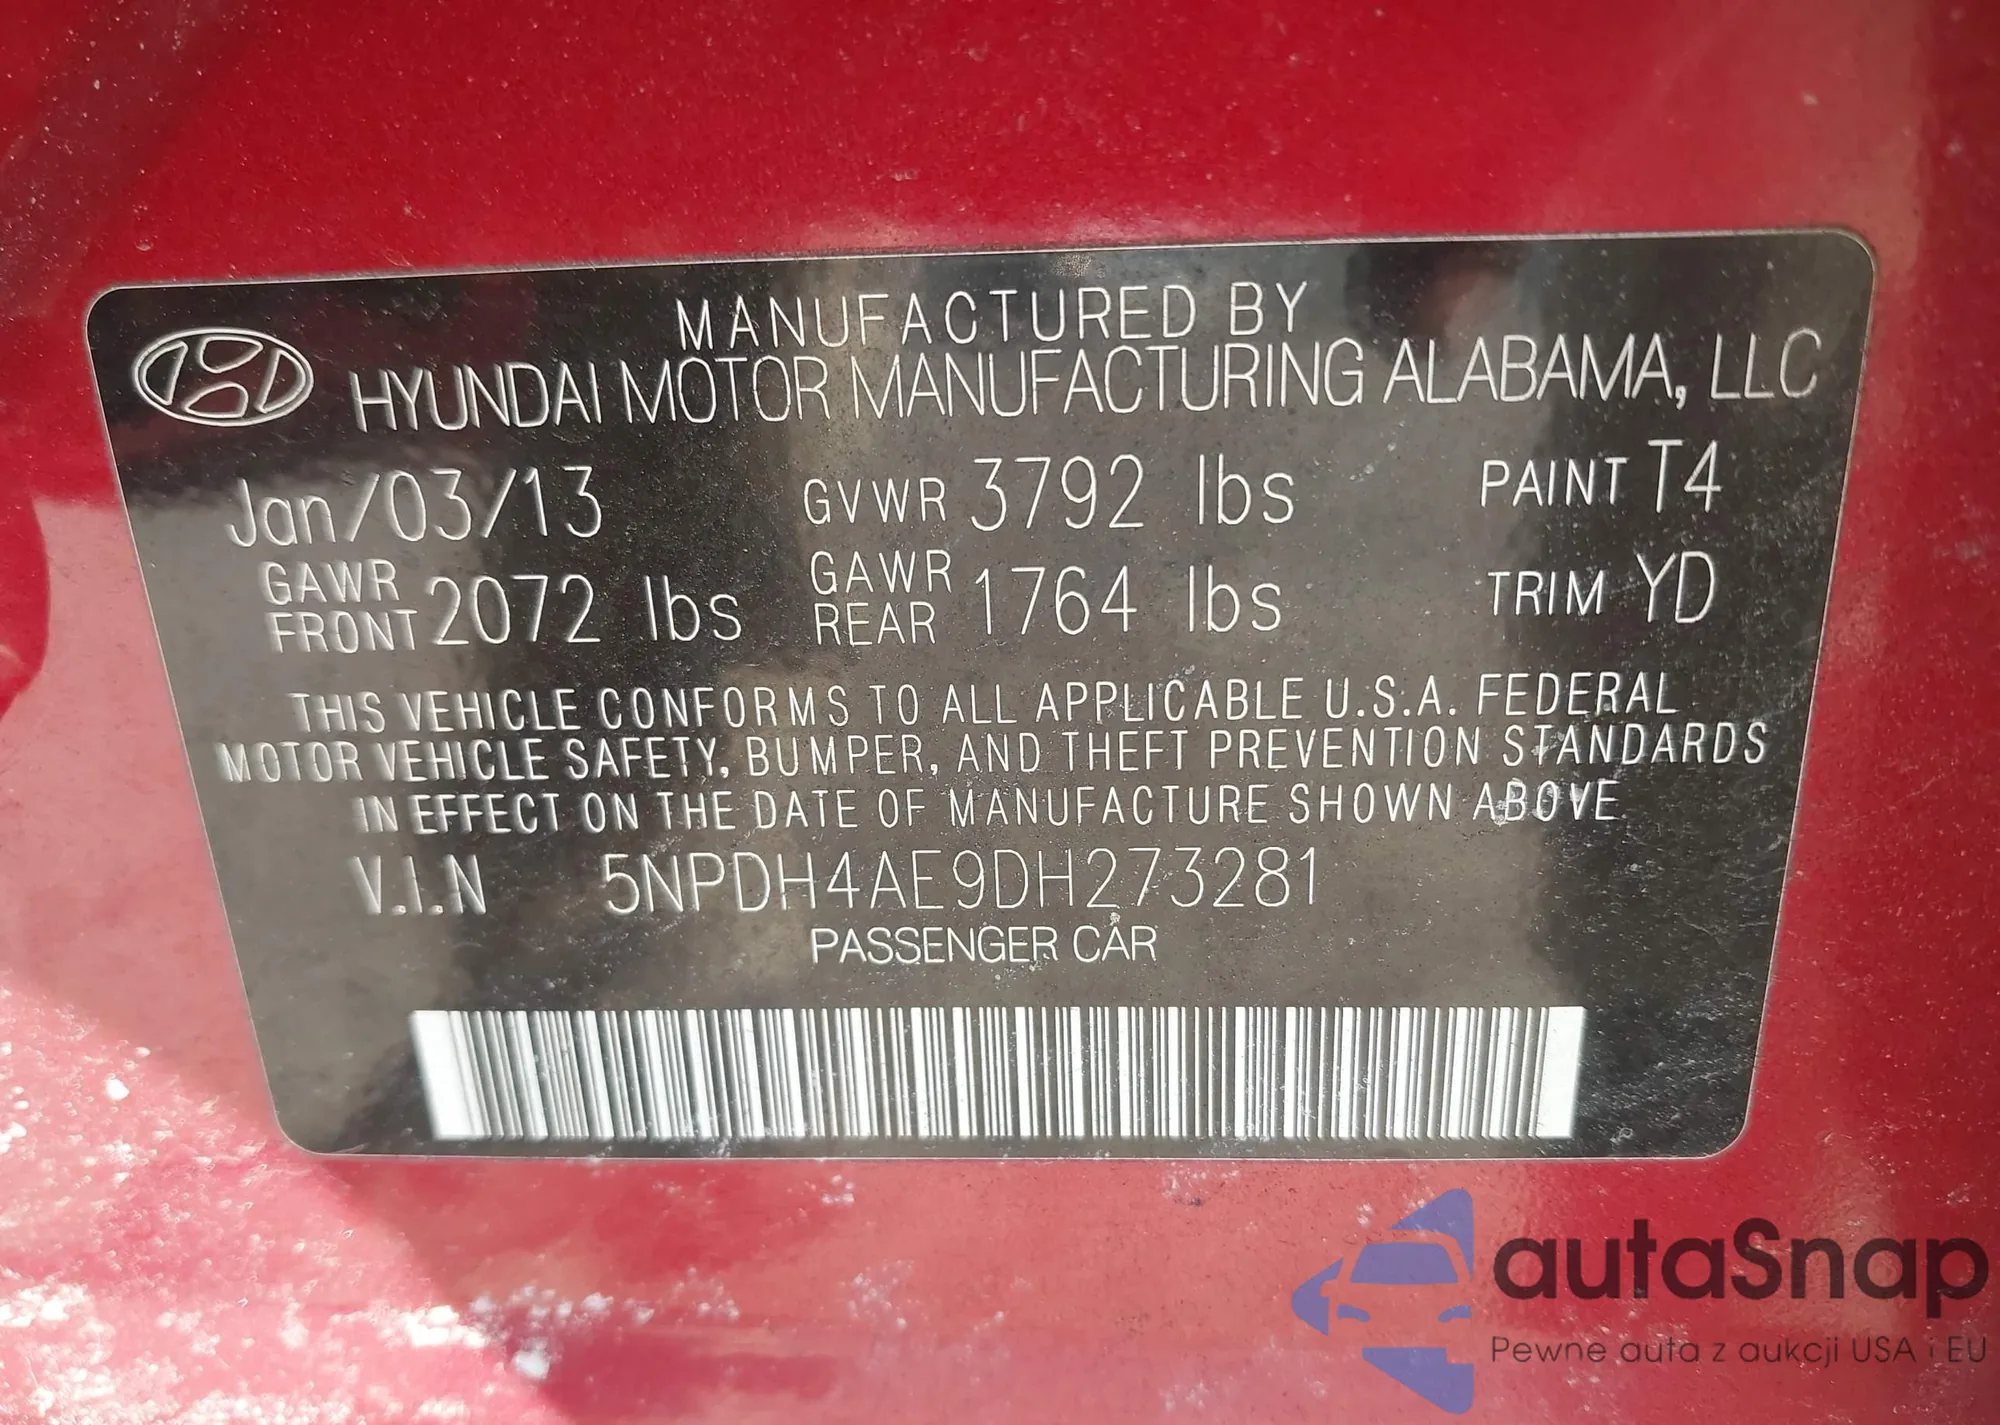 MANUFACTURED BY
HYUNDAI MOTOR MANUFACTURING ALABAMA, LLC
Jan/03/13 GVWR 3792 lbs PAINT T4
GAWR FRONT 2072 lbs GAWR REAR 1764 lbs TRIM YD
THIS VEHICLE CONFORMS TO ALL APPLICABLE U.S.A. FEDERAL
MOTOR VEHICLE SAFETY, BUMPER, AND THEFT PREVENTION STANDARDS
IN EFFECT ON THE DATE OF MANUFACTURE SHOWN ABOVE
V.I.N 5NPDH4AE9DH273281
PASSENGER CAR
autaSnap
Pewne auta z aukcji USA i EU